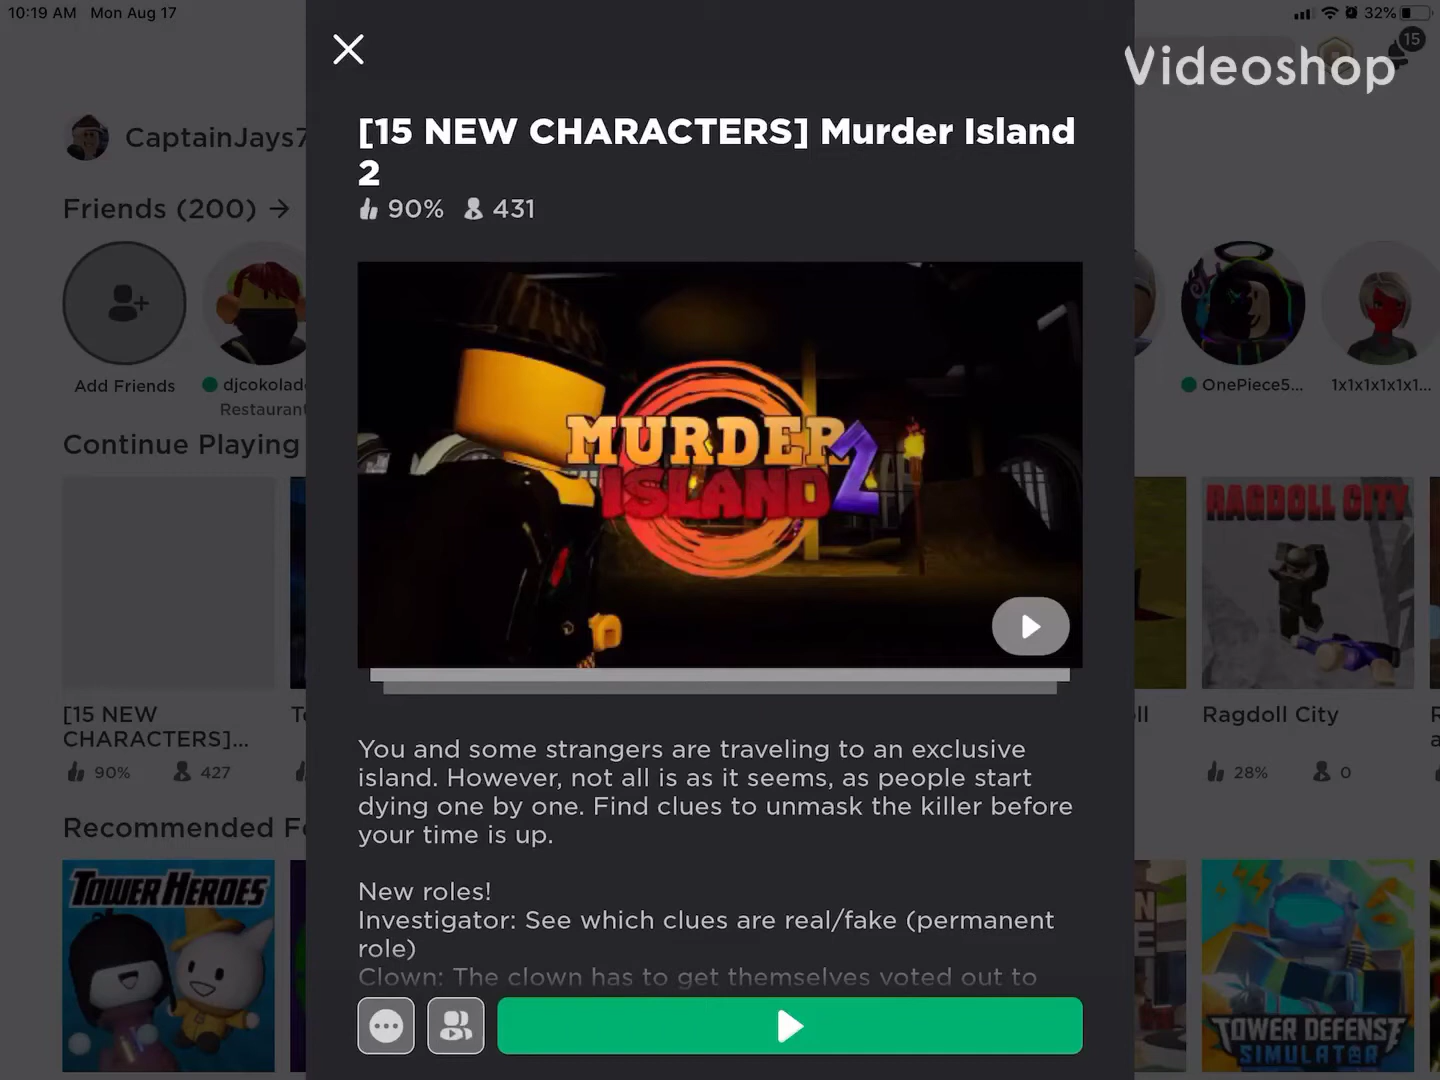 10:19 AM Mon Aug 17
32%
15
Videoshop
CaptainJays7
Friends (200) →
Add Friends
djcokolad
Restaurant
OnePiece5...
1x1x1x1x1x1...
Continue Playing
[15 NEW CHARACTERS] Murder Island
2
90% 431
MURDER
ISLAND 2
You and some strangers are traveling to an exclusive
island. However, not all is as it seems, as people start
dying one by one. Find clues to unmask the killer before
your time is up.
New roles!
Investigator: See which clues are real/fake (permanent
role)
Clown: The clown has to get themselves voted out to
[15 NEW
CHARACTERS]...
90% 427
RAGDOLL CITY
Ragdoll City
28% 0
Recommended Fo
TOWER HEROES
TOWER DEFENSE
SIMULATOR